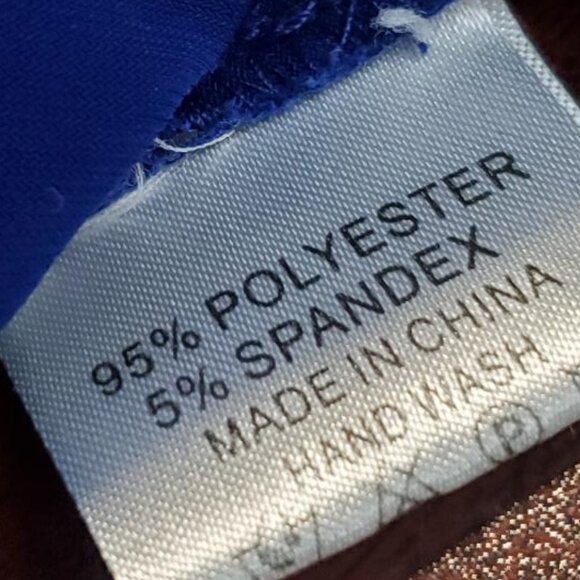 95% POLYESTER
5% SPANDEX
MADE IN CHINA
HAND WASH
P